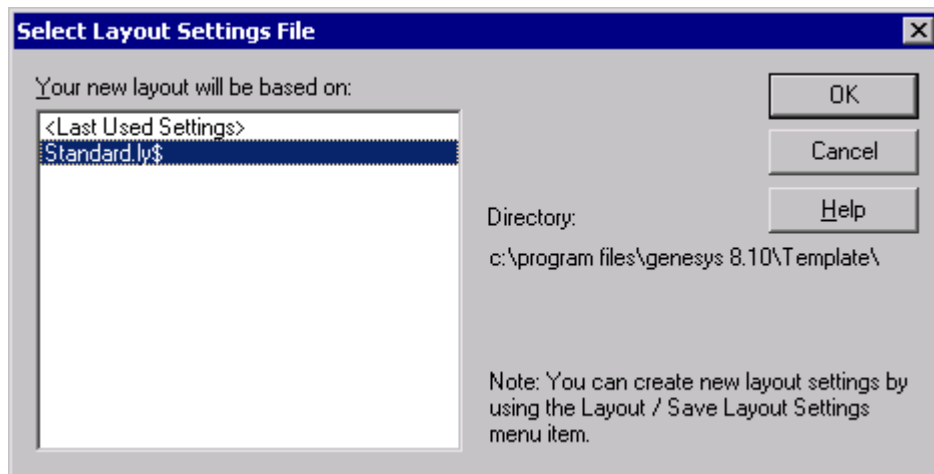 Select Layout Settings File
Your new layout will be based on:
<Last Used Settings>
Standard.ly$
OK
Cancel
Help
Directory:
c:\program files\genesys 8.10\Template\
Note: You can create new layout settings by
using the Layout / Save Layout Settings
menu item.